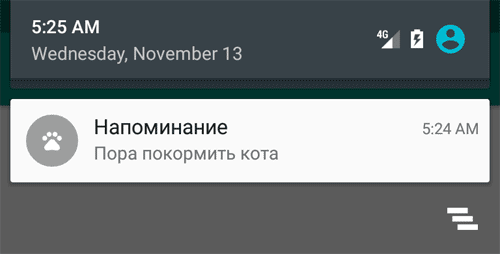 5:25 AM
4G
Wednesday, November 13
Напоминание
5:24 AM
Пора покормить кота